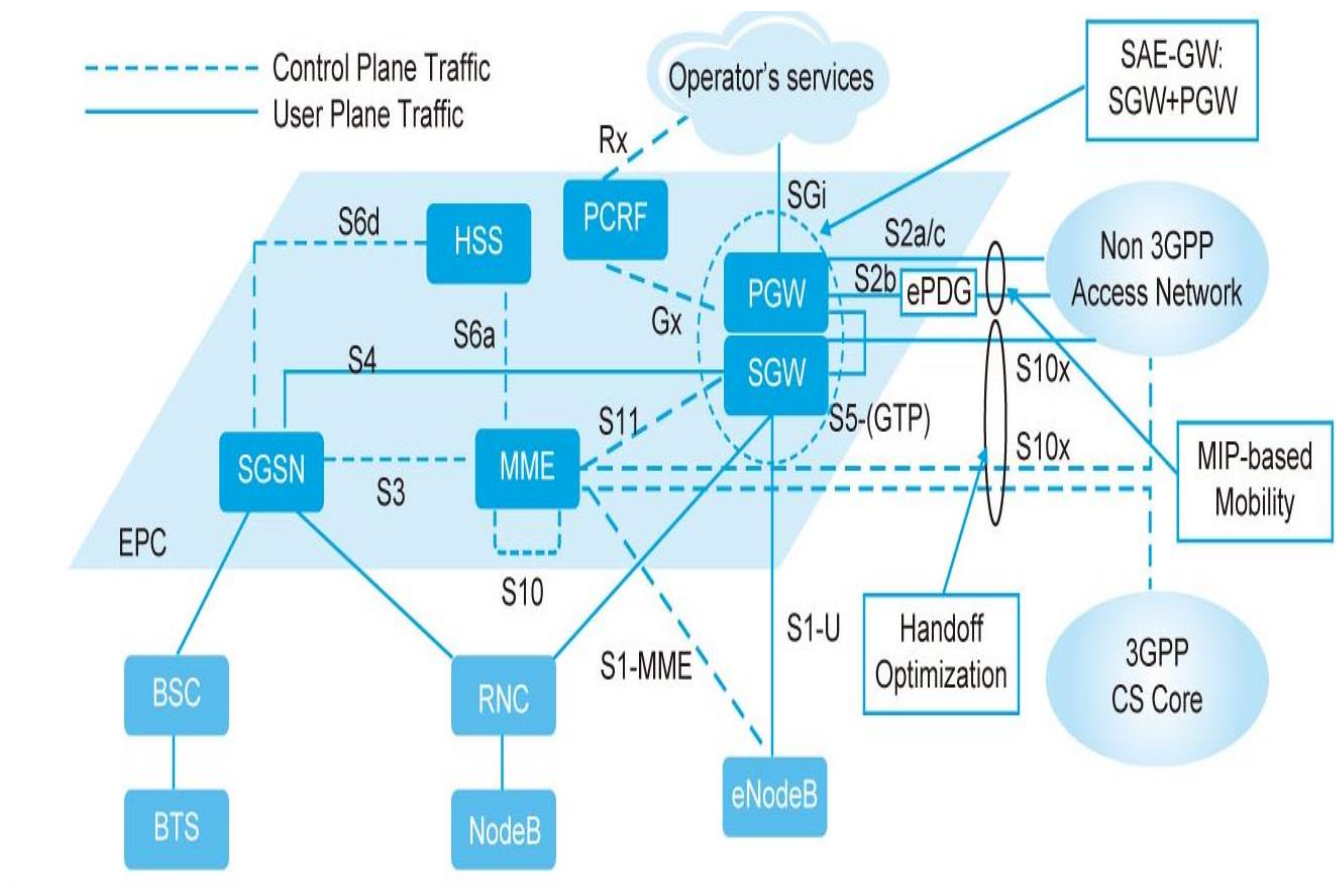 Control Plane Traffic
User Plane Traffic
Operator's services
SAE-GW:
SGW+PGW
Rx
SGi
PCRF
S6d
HSS
S2a/c
Non 3GPP
Access Network
PGW
S2b
ePDG
Gx
S6a
S4
SGW
S10x
S11
S5-(GTP)
S10x
SGSN
MME
S3
MIP-based
Mobility
EPC
S10
S1-U
Handoff
Optimization
S1-MME
3GPP
CS Core
BSC
RNC
eNodeB
BTS
NodeB